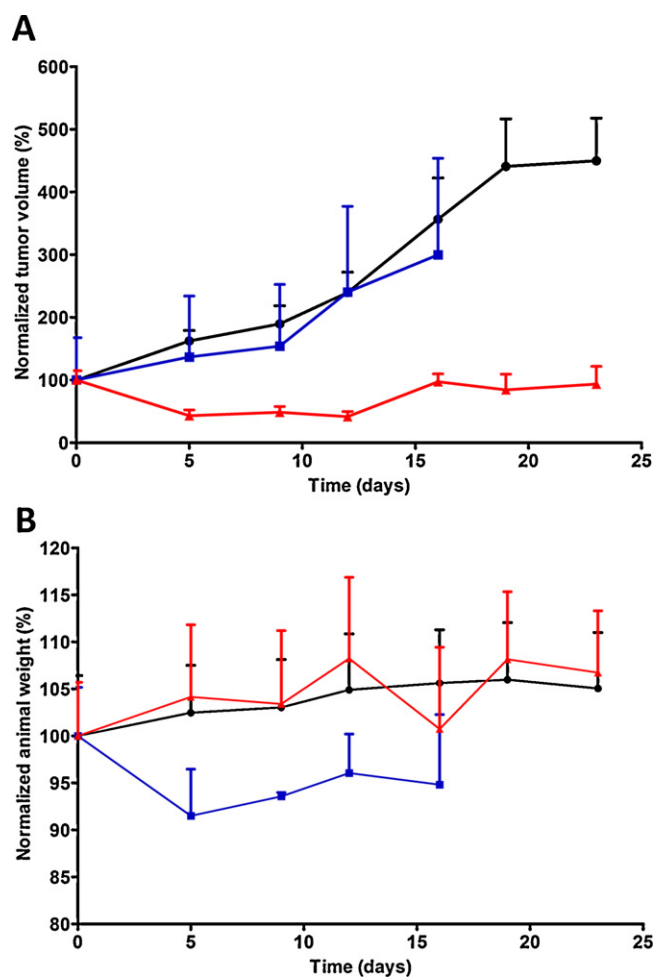 A
Normalized tumor volume (%)
600
500
400
300
200
100
0
0 5 10 15 20 25
Time (days)
B
Normalized animal weight (%)
120
115
110
105
100
95
90
85
80
0 5 10 15 20 25
Time (days)